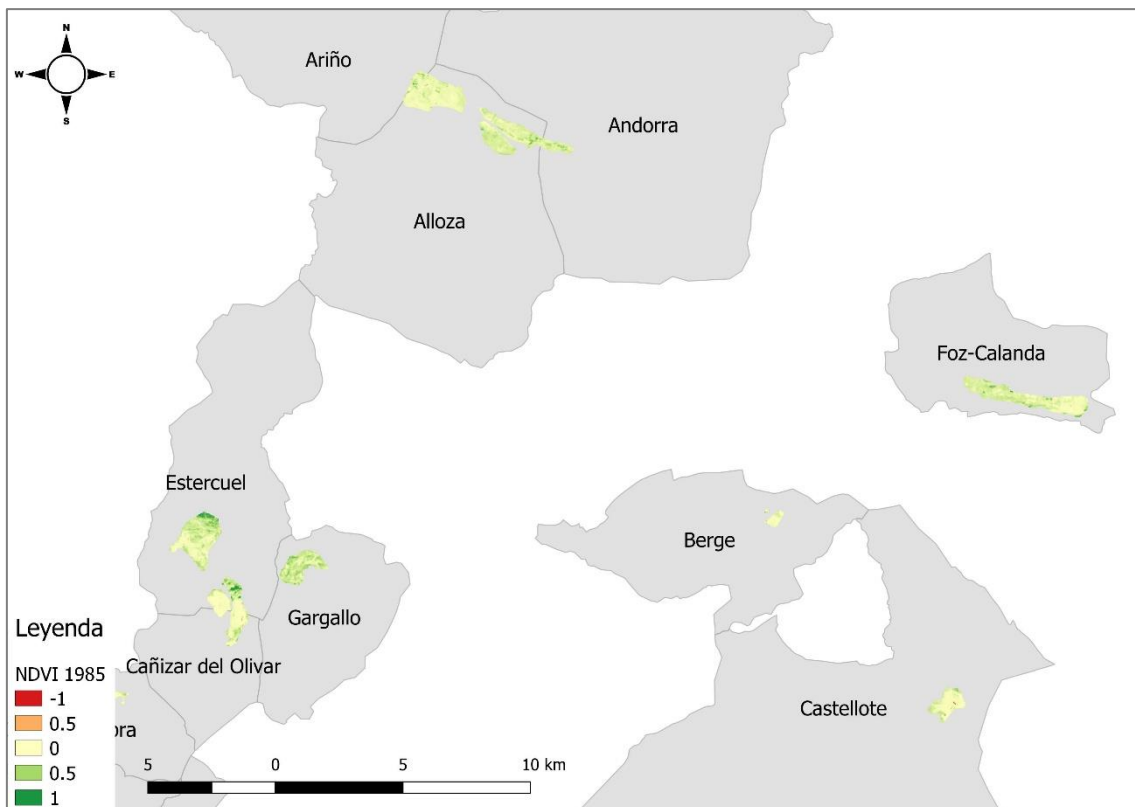 N
W E
S
Ariño
Andorra
Alloza
Foz-Calanda
Estercuel
Berge
Gargallo
Cañizar del Olivar
Castellote
bra
Leyenda
NDVI 1985
-1
0.5
0
0.5
1
5 0 5 10 km